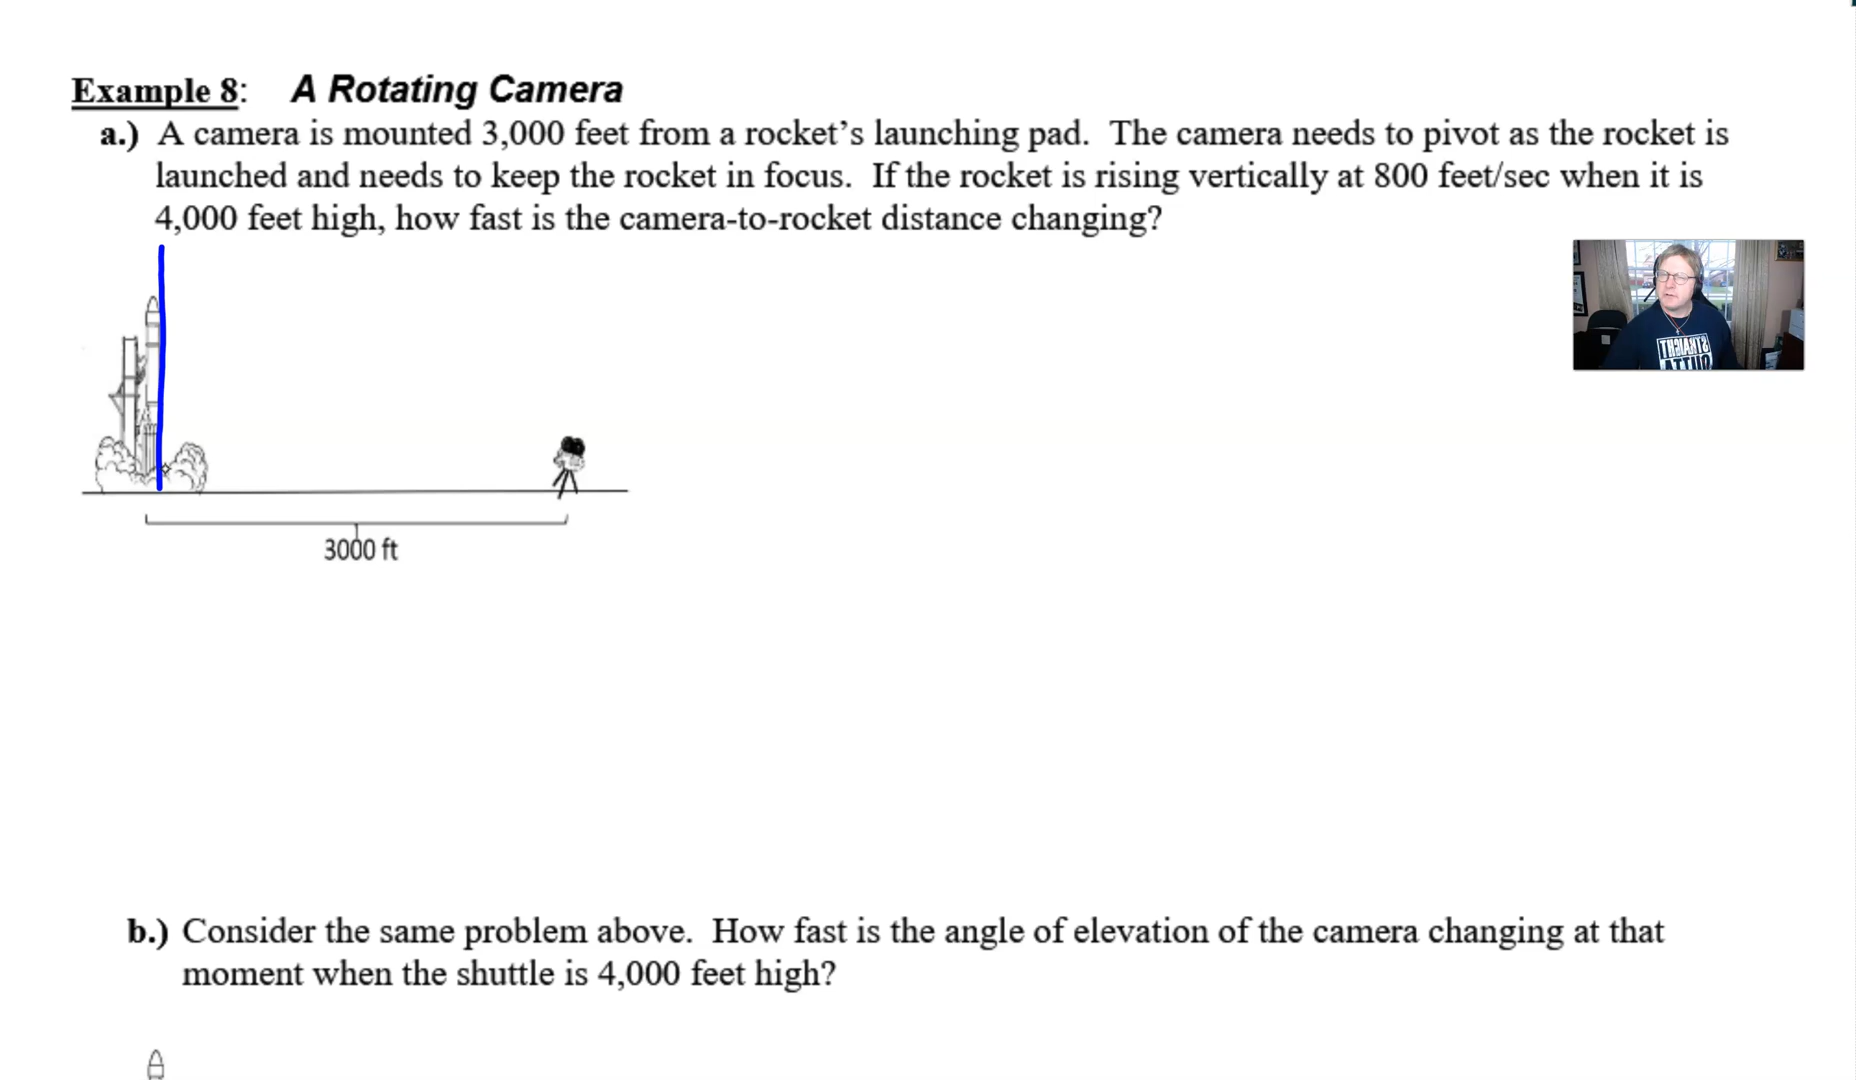 Example 8: A Rotating Camera
a.) A camera is mounted 3,000 feet from a rocket’s launching pad. The camera needs to pivot as the rocket is
launched and needs to keep the rocket in focus. If the rocket is rising vertically at 800 feet/sec when it is
4,000 feet high, how fast is the camera-to-rocket distance changing?
3000 ft
b.) Consider the same problem above. How fast is the angle of elevation of the camera changing at that
moment when the shuttle is 4,000 feet high?